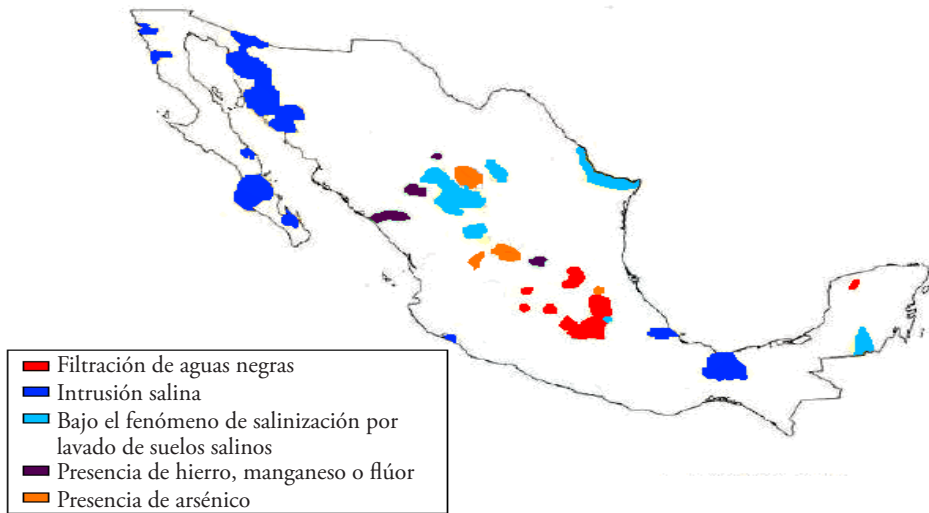 Filtración de aguas negras
Intrusión salina
Bajo el fenómeno de salinización por
lavado de suelos salinos
Presencia de hierro, manganeso o flúor
Presencia de arsénico